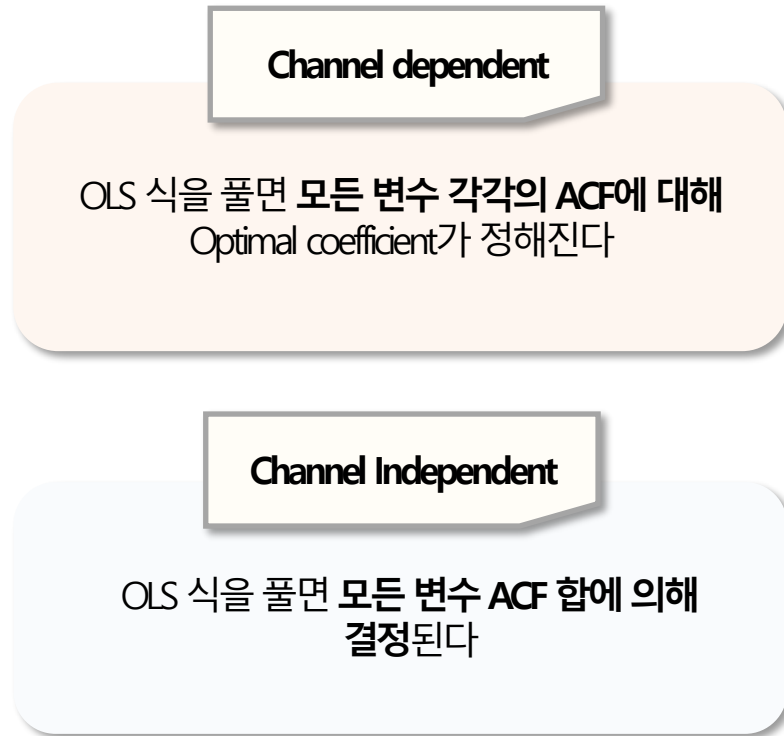 Channel dependent
OLS 식을 풀면 모든 변수 각각의 ACF에 대해
Optimal coefficient가 정해진다
Channel Independent
OLS 식을 풀면 모든 변수 ACF 합에 의해
결정된다